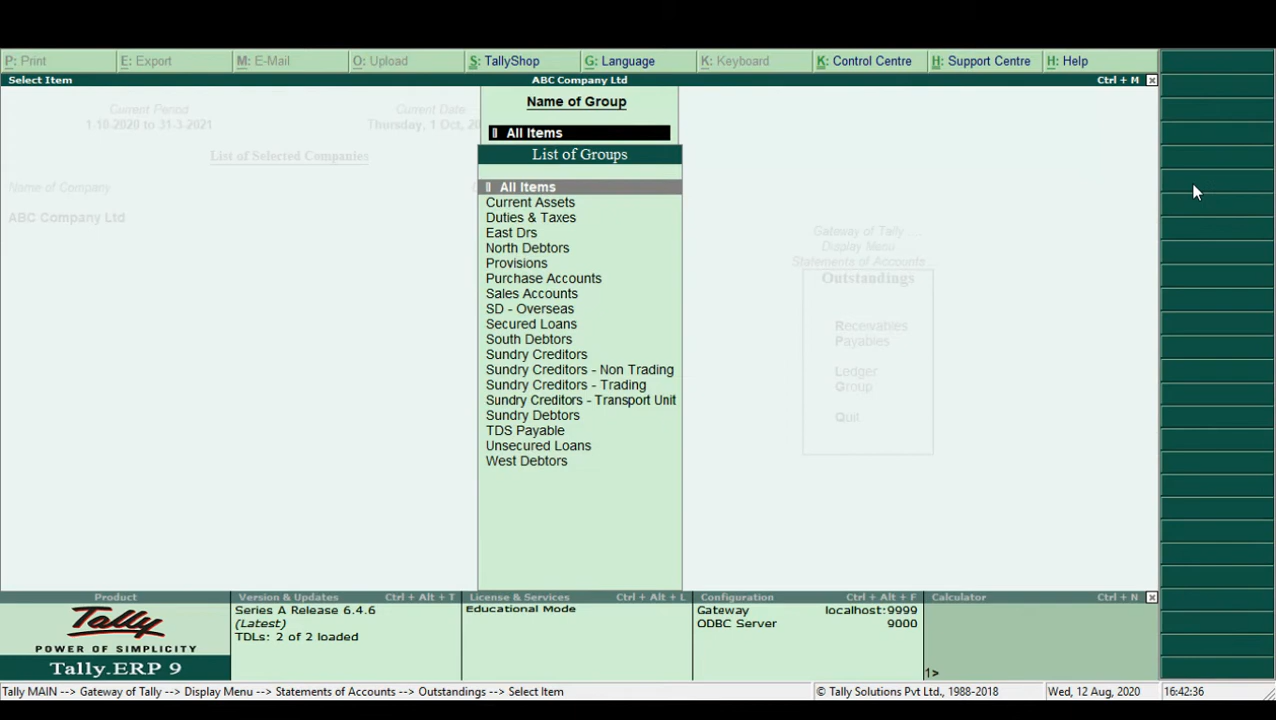 P: Print E: Export M: E-Mail O: Upload S: TallyShop G: Language K: Keyboard K: Control Centre H: Support Centre H: Help
Select Item ABC Company Ltd Ctrl + M
Current Period Current Date
1-10-2020 to 31-3-2021 Thursday, 1 Oct, 20
List of Selected Companies
Name of Company
ABC Company Ltd
Name of Group
All Items
List of Groups
All Items
Current Assets
Duties & Taxes
East Drs
North Debtors
Provisions
Purchase Accounts
Sales Accounts
SD - Overseas
Secured Loans
South Debtors
Sundry Creditors
Sundry Creditors - Non Trading
Sundry Creditors - Trading
Sundry Creditors - Transport Unit
Sundry Debtors
TDS Payable
Unsecured Loans
West Debtors
Gateway of Tally ...
Display Menu ...
Statements of Accounts ...
Outstandings
Receivables
Payables
Ledger
Group
Quit
Product
Tally
POWER OF SIMPLICITY
Tally.ERP 9
Version & Updates Ctrl + Alt + T
Series A Release 6.4.6
(Latest)
TDLs: 2 of 2 loaded
License & Services Ctrl + Alt + L
Educational Mode
Configuration Ctrl + Alt + F
Gateway localhost:9999
ODBC Server 9000
Calculator Ctrl + N
1>
Tally MAIN --> Gateway of Tally --> Display Menu --> Statements of Accounts --> Outstandings --> Select Item © Tally Solutions Pvt Ltd., 1988-2018 Wed, 12 Aug, 2020 16:42:36